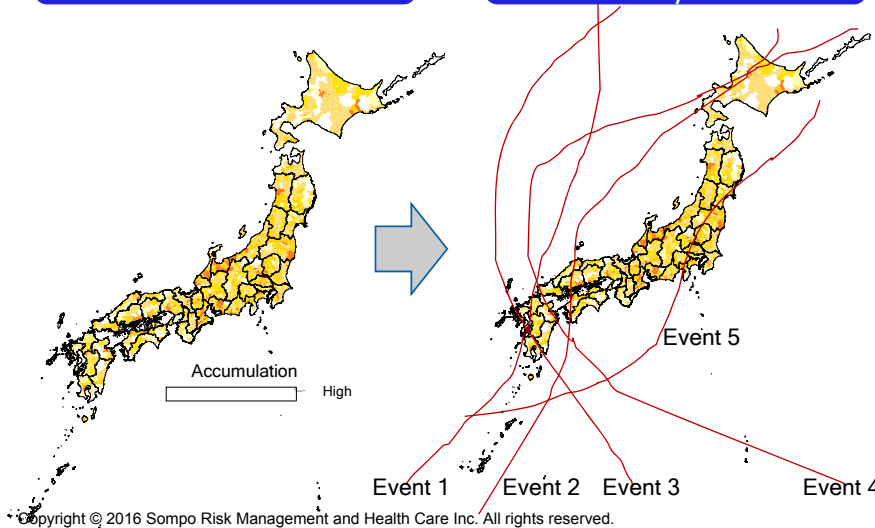 Accumulation
High
Event 5
Event 1
Event 2
Event 3
Event 4
Copyright © 2016 Sompo Risk Management and Health Care Inc. All rights reserved.